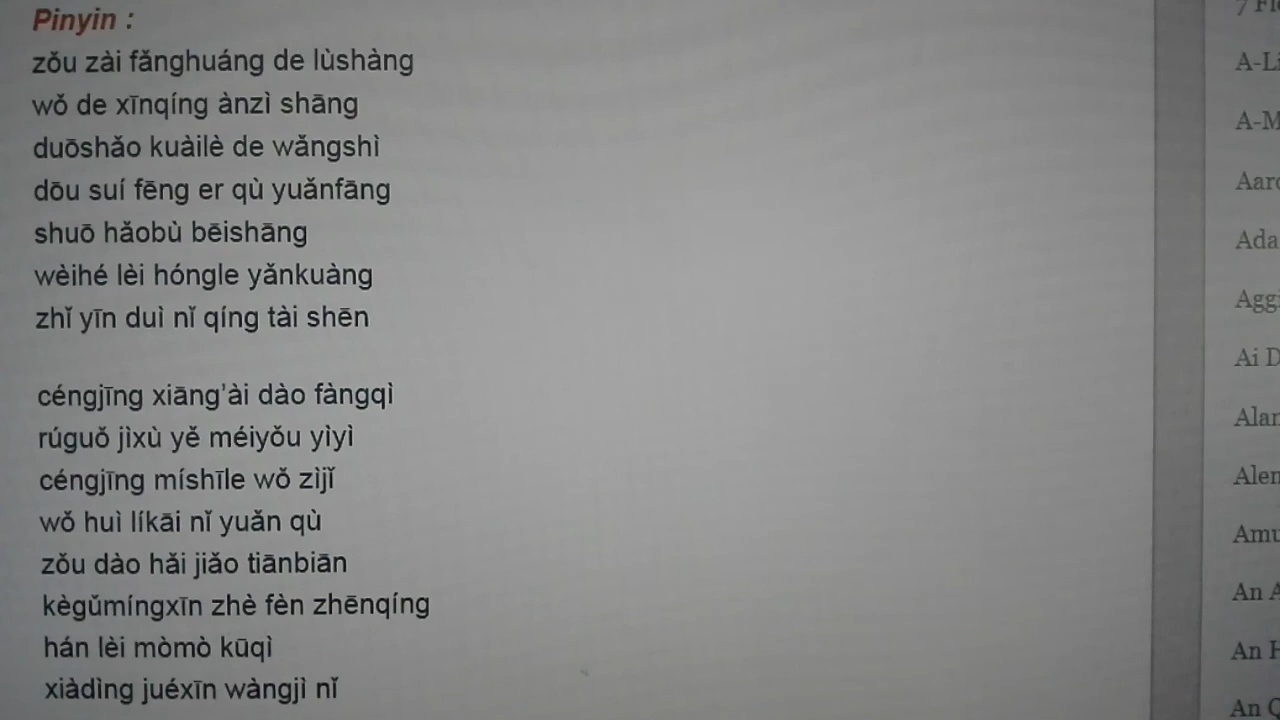 Pinyin :
zǒu zài fǎnghuáng de lùshàng
wǒ de xīnqíng ànzì shāng
duōshǎo kuàilè de wǎngshì
dōu suí fēng er qù yuǎnfāng
shuō hǎobù bēishāng
wèihé lèi hóngle yǎnkuàng
zhǐ yīn duì nǐ qíng tài shēn
céngjīng xiāng'ài dào fàngqì
rúguǒ jìxù yě méiyǒu yìyì
céngjīng míshīle wǒ zìjǐ
wǒ huì líkāi nǐ yuǎn qù
zǒu dào hǎi jiǎo tiānbiān
kègǔmíngxīn zhè fèn zhēnqíng
hán lèi mòmò kūqì
xiàdìng juéxīn wàngjì nǐ
A-Li
A-M
Aaro
Ada
Agg
Ai D
Alan
Alen
Amu
An A
An H